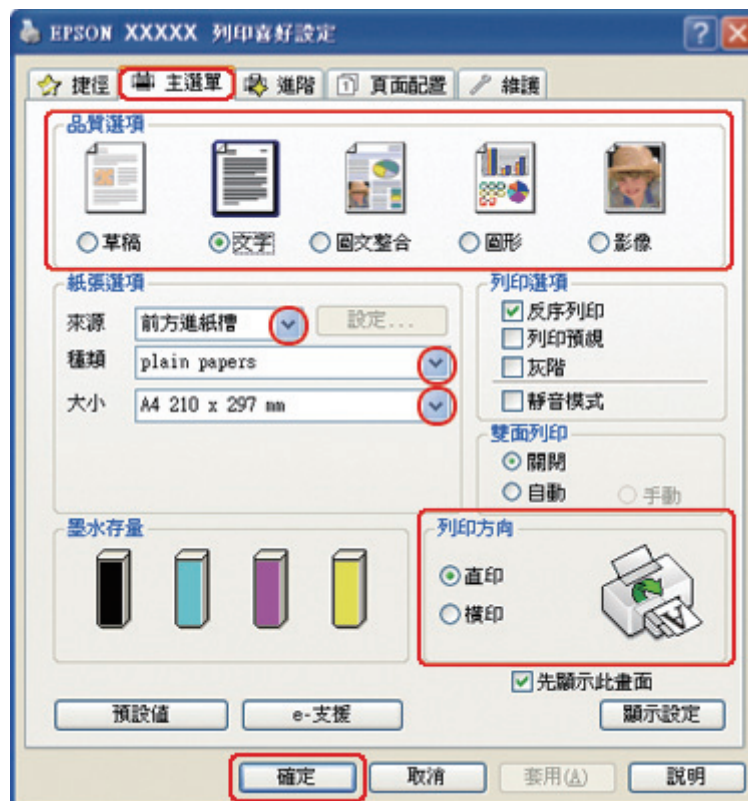 EPSON XXXXX 列印喜好設定
捷徑 主選單 進階 1 頁面配置 維護
品質選項
草稿 文字 圖文整合 圖形 影像
紙張選項
來源 前方進紙槽 設定...
種類 plain papers
大小 A4 210 x 297 mm
列印選項
反序列印
列印預視
灰階
靜音模式
雙面列印
關閉
自動 手動
墨水存量
列印方向
直印
橫印
A
先顯示此畫面
預設值 e-支援 顯示設定
確定 取消 套用(A) 說明